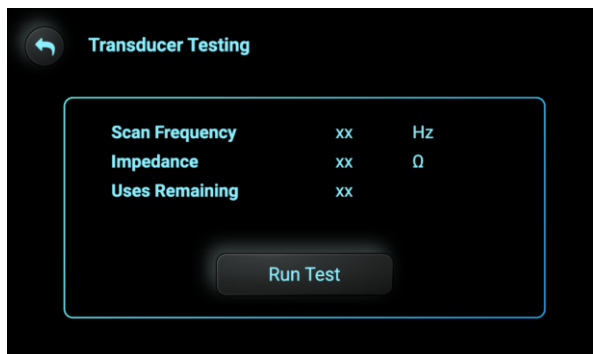 Transducer Testing
Scan Frequency xx Hz
Impedance xx Ω
Uses Remaining xx
Run Test